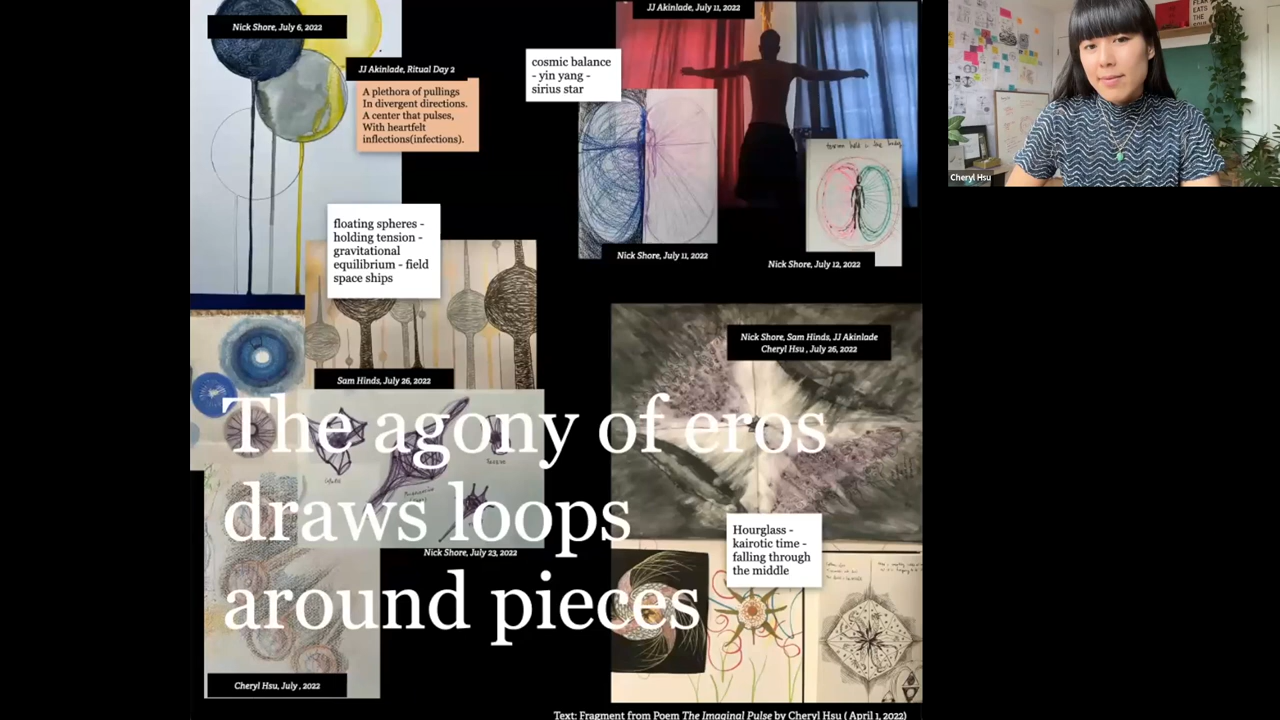 Nick Shore, July 6, 2022
JJ Akinlade, Ritual Day 2
A plethora of pullings
In divergent directions.
A center that pulses,
With heartfelt
inflections(infections).
JJ Akinlade, July 11, 2022
cosmic balance
- yin yang -
sirius star
Nick Shore, July 11, 2022
Nick Shore, July 12, 2022
floating spheres -
holding tension -
gravitational
equilibrium - field
space ships
Sam Hinds, July 26, 2022
Nick Shore, Sam Hinds, JJ Akinlade
Cheryl Hsu , July 26, 2022
The agony of eros
draws loops
around pieces
Nick Shore, July 23, 2022
Hourglass -
kairotic time -
falling through
the middle
Cheryl Hsu, July , 2022
Text: Fragment from Poem The Imaginal Pulse by Cheryl Hsu ( April 1, 2022)
Cheryl Hsu
FEAR
EATS
THE